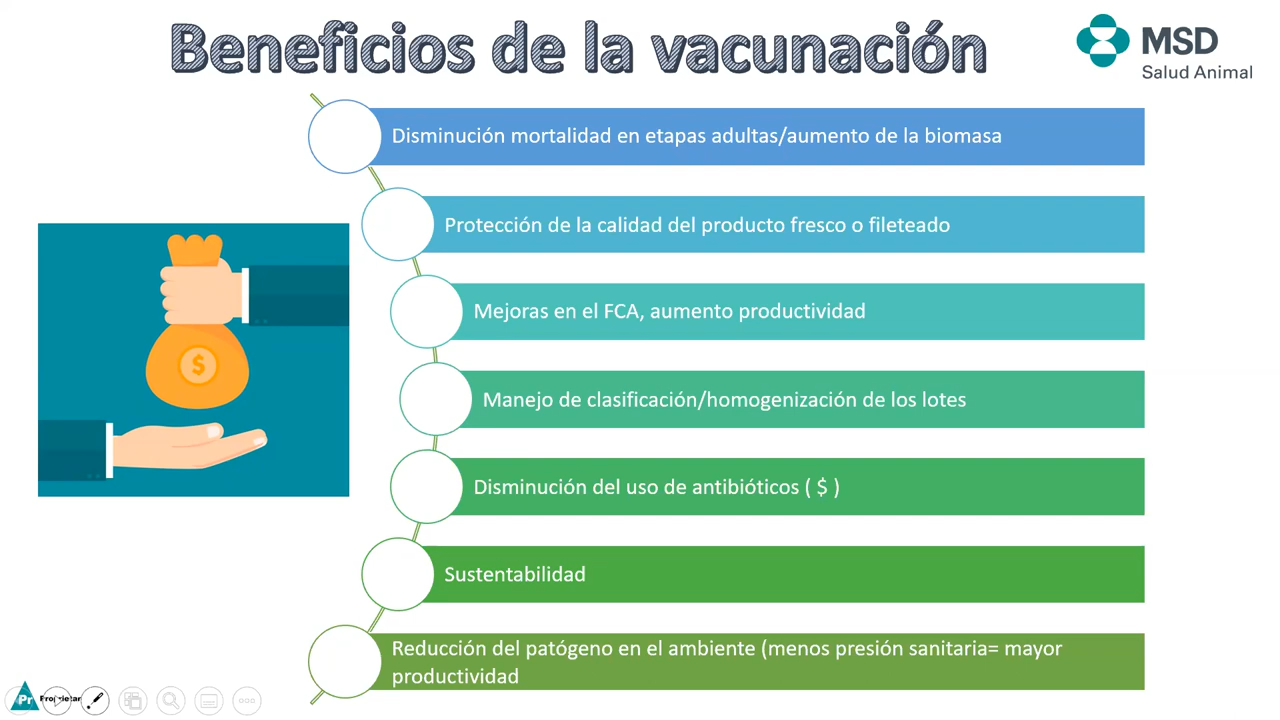 Beneficios de la vacunación
MSD
Salud Animal
Disminución mortalidad en etapas adultas/aumento de la biomasa
Protección de la calidad del producto fresco o fileteado
Mejoras en el FCA, aumento productividad
Manejo de clasificación/homogenización de los lotes
Disminución del uso de antibióticos ( $ )
Sustentabilidad
Reducción del patógeno en el ambiente (menos presión sanitaria= mayor
productividad
$
Pr